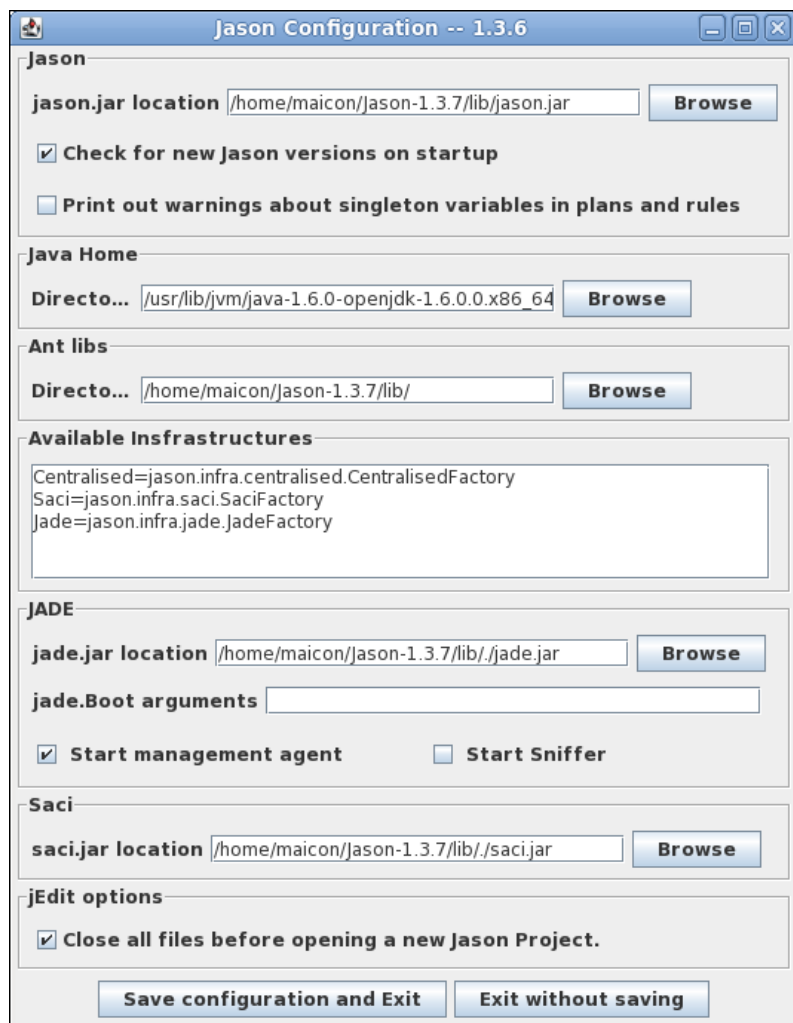 Jason Configuration -- 1.3.6
Jason
jason.jar location /home/maicon/Jason-1.3.7/lib/jason.jar Browse
Check for new Jason versions on startup
Print out warnings about singleton variables in plans and rules
Java Home
Directo... /usr/lib/jvm/java-1.6.0-openjdk-1.6.0.0.x86_64 Browse
Ant libs
Directo... /home/maicon/Jason-1.3.7/lib/ Browse
Available Insfrastructures
Centralised=jason.infra.centralised.CentralisedFactory
Saci=jason.infra.saci.SaciFactory
Jade=jason.infra.jade.JadeFactory
JADE
jade.jar location /home/maicon/Jason-1.3.7/lib/./jade.jar Browse
jade.Boot arguments
Start management agent Start Sniffer
Saci
saci.jar location /home/maicon/Jason-1.3.7/lib/./saci.jar Browse
jEdit options
Close all files before opening a new Jason Project.
Save configuration and Exit Exit without saving